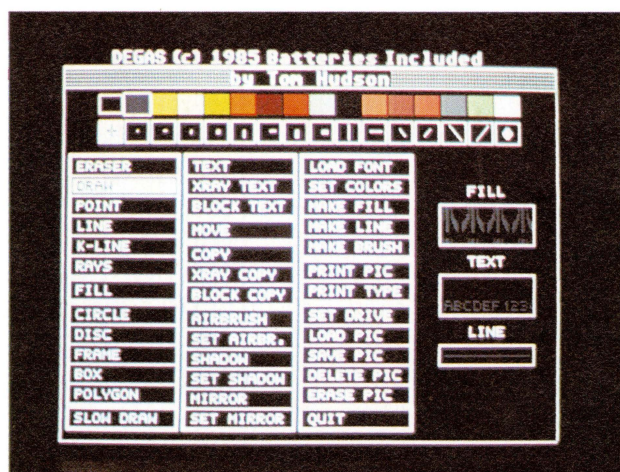 DEGAS (c) 1985 Batteries Included
by Tom Hudson
ERASER
DRAW
POINT
LINE
K-LINE
RAYS
FILL
CIRCLE
DISC
FRAME
BOX
POLYGON
SLOW DRAW
TEXT
XRAY TEXT
BLOCK TEXT
MOVE
COPY
XRAY COPY
BLOCK COPY
AIRBRUSH
SET AIRBR.
SHADOW
SET SHADOW
MIRROR
SET MIRROR
LOAD FONT
SET COLORS
MAKE FILL
MAKE LINE
MAKE BRUSH
PRINT PIC
PRINT TYPE
SET DRIVE
LOAD PIC
SAVE PIC
DELETE PIC
ERASE PIC
QUIT
FILL
TEXT
ABCDEF 123
LINE